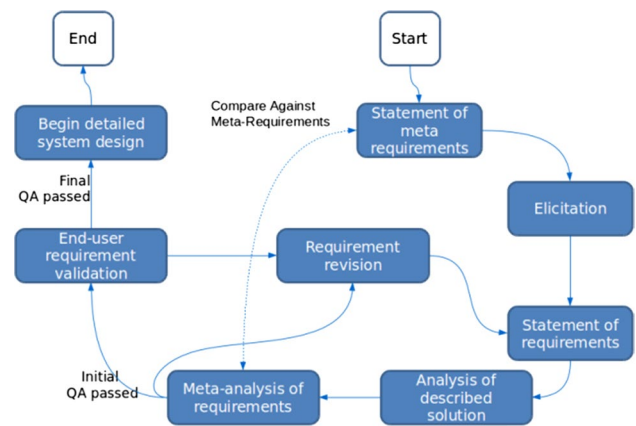 End
Start
Begin detailed
system design
Compare Against
Meta-Requirements
Statement of
meta
requirements
Final
QA passed
Elicitation
End-user
requirement
validation
Requirement
revision
Statement of
requirements
Initial
QA passed
Meta-analysis of
requirements
Analysis of
described
solution